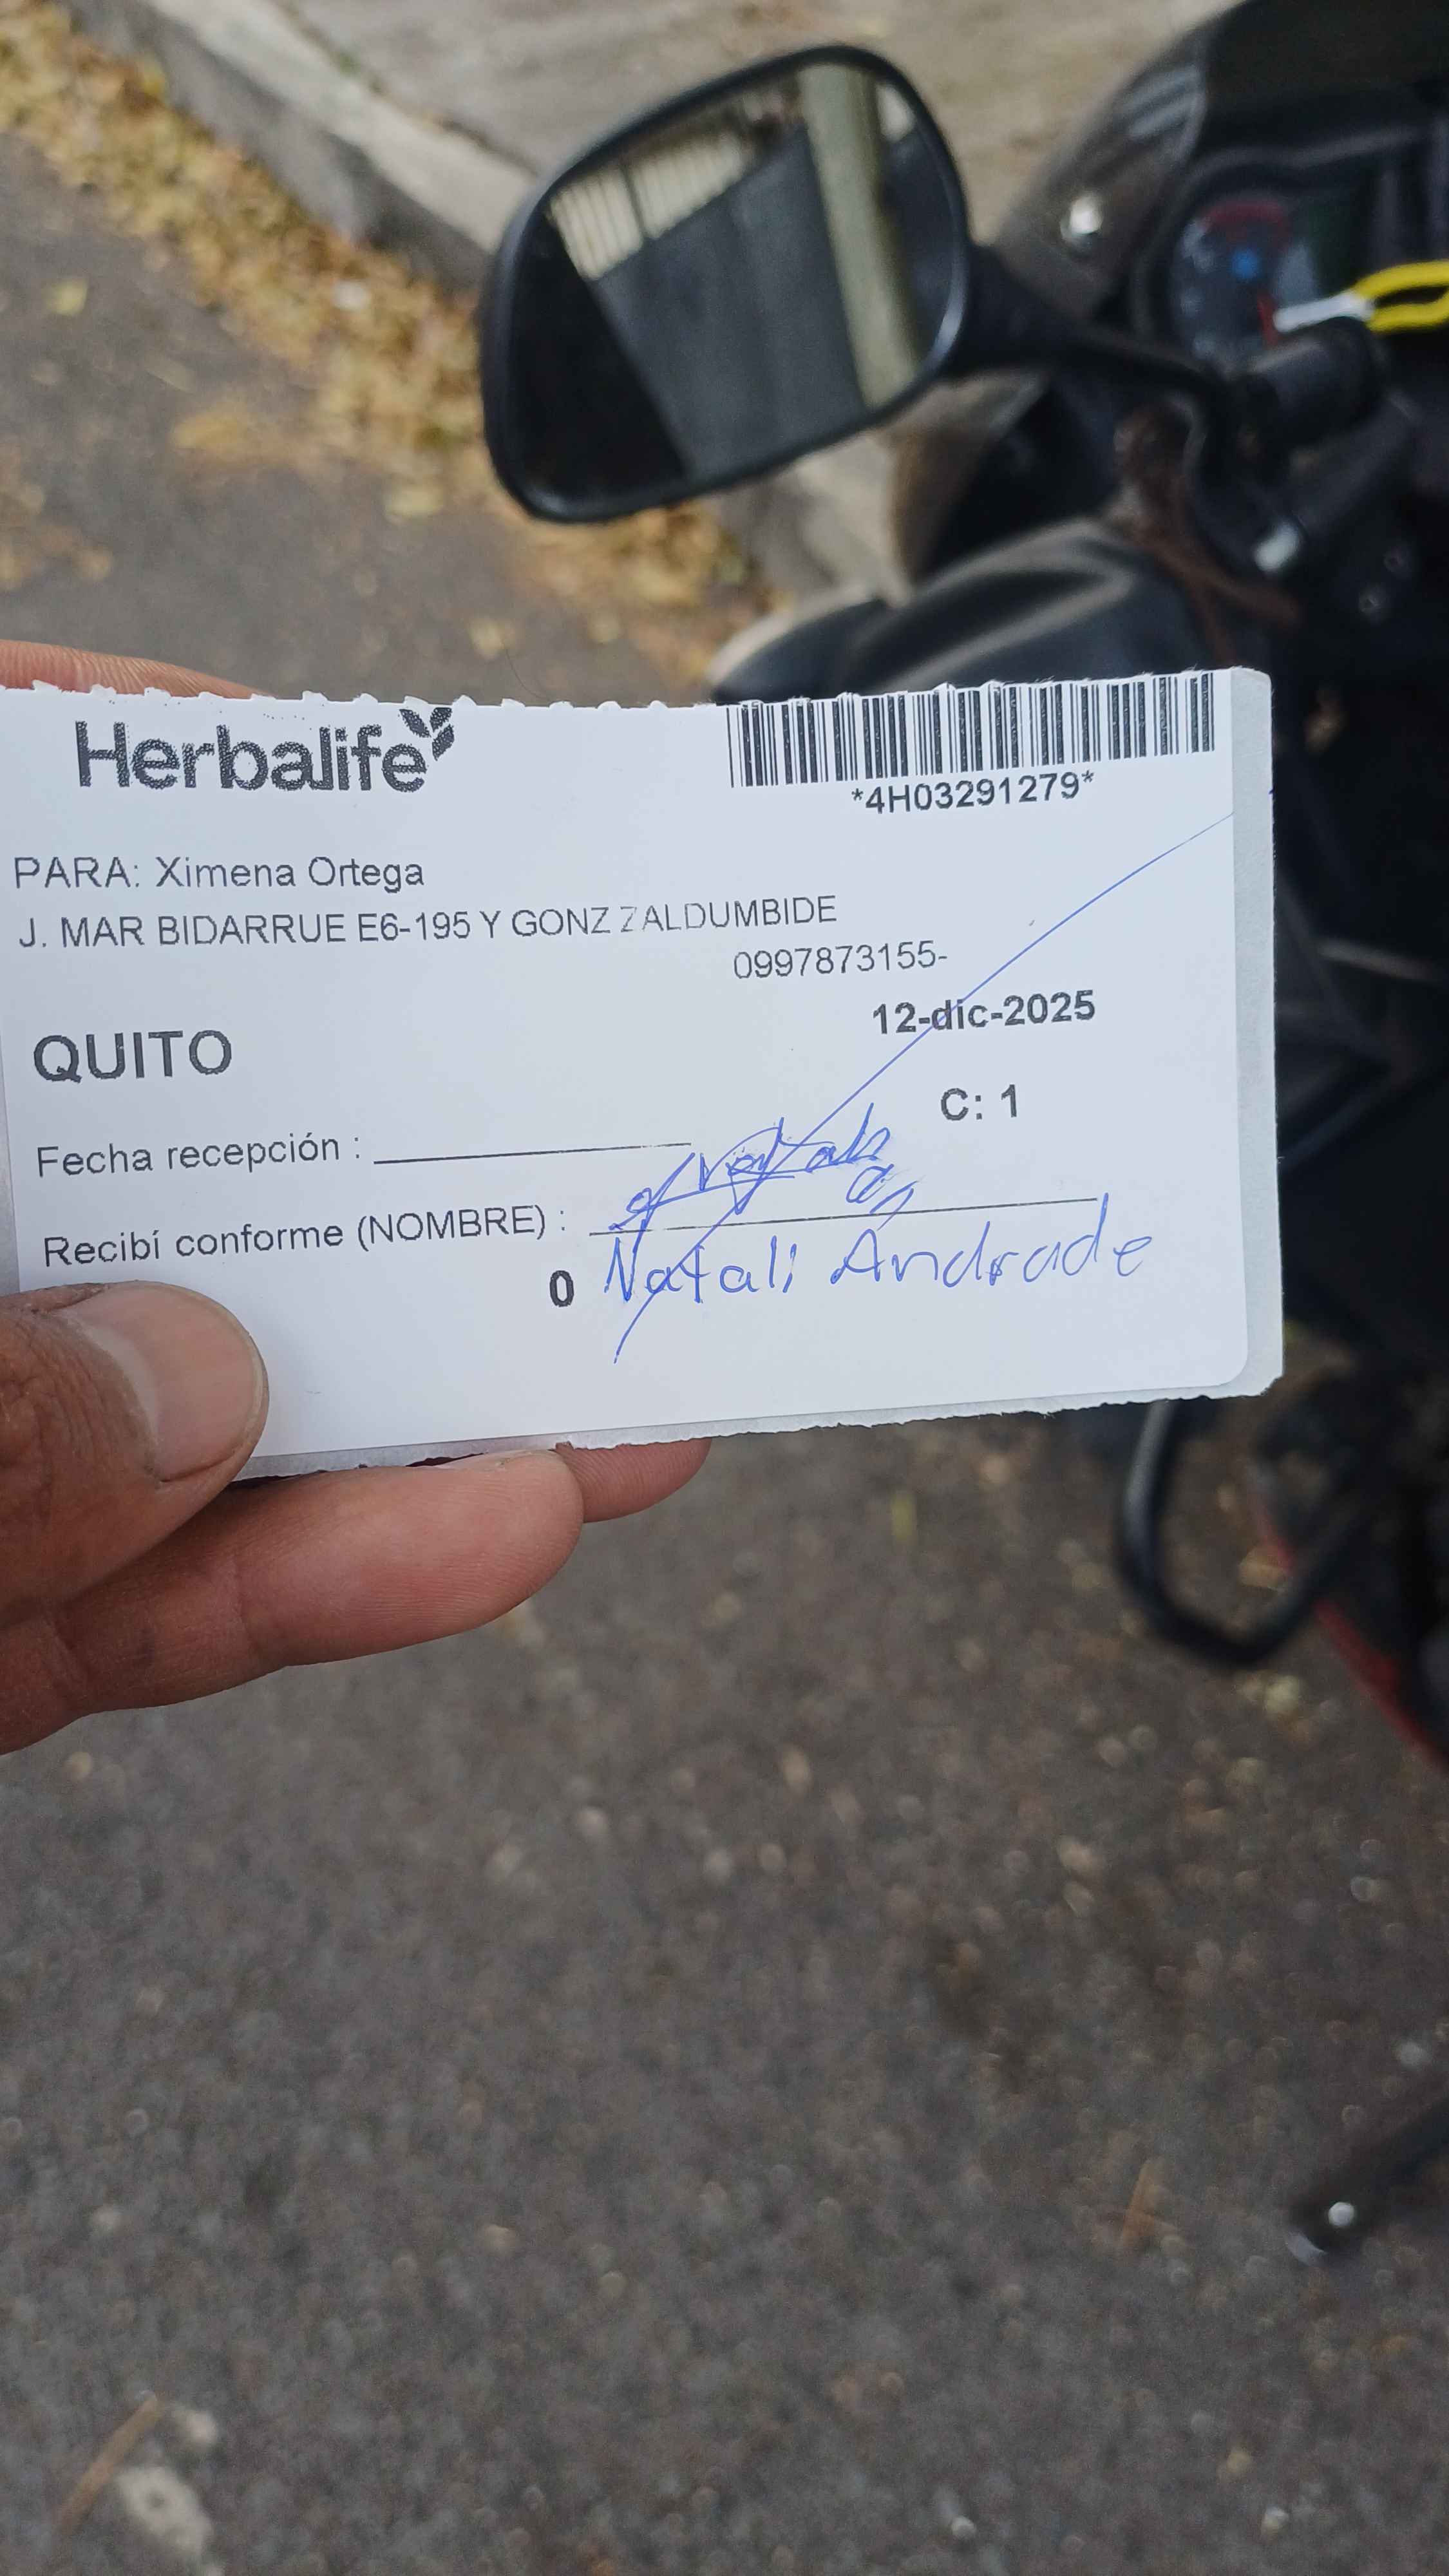 Herbalife
*4H03291279*
PARA: Ximena Ortega
J. MAR BIDARRUE E6-195 Y GONZ ZALDUMBIDE
0997873155-
12-dic-2025
QUITO
C: 1
Fecha recepción :
Recibí conforme (NOMBRE) :
0 Natali Andrade